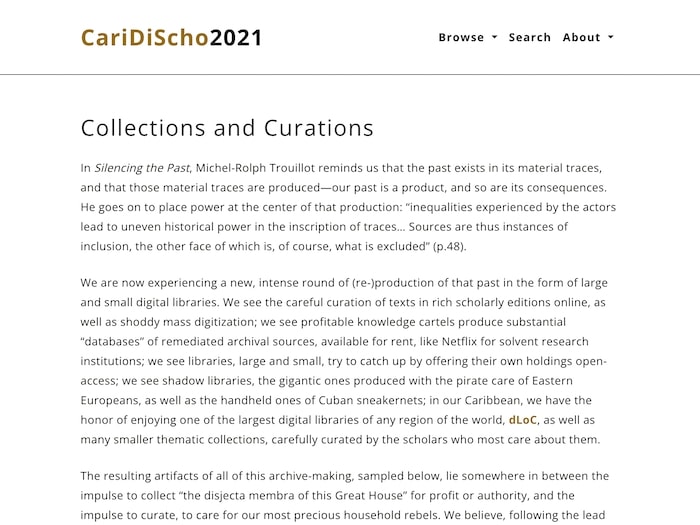 CariDiScho2021
Browse Search About
Collections and Curations
In Silencing the Past, Michel-Rolph Trouillot reminds us that the past exists in its material traces,
and that those material traces are produced—our past is a product, and so are its consequences.
He goes on to place power at the center of that production: “inequalities experienced by the actors
lead to uneven historical power in the inscription of traces... Sources are thus instances of
inclusion, the other face of which is, of course, what is excluded” (p.48).
We are now experiencing a new, intense round of (re-)production of that past in the form of large
and small digital libraries. We see the careful curation of texts in rich scholarly editions online, as
well as shoddy mass digitization; we see profitable knowledge cartels produce substantial
“databases” of remediated archival sources, available for rent, like Netflix for solvent research
institutions; we see libraries, large and small, try to catch up by offering their own holdings open-
access; we see shadow libraries, the gigantic ones produced with the pirate care of Eastern
Europeans, as well as the handheld ones of Cuban sneakernets; in our Caribbean, we have the
honor of enjoying one of the largest digital libraries of any region of the world, dLoC, as well as
many smaller thematic collections, carefully curated by the scholars who most care about them.
The resulting artifacts of all of this archive-making, sampled below, lie somewhere in between the
impulse to collect “the disjecta membra of this Great House” for profit or authority, and the
impulse to curate, to care for our most precious household rebels. We believe, following the lead